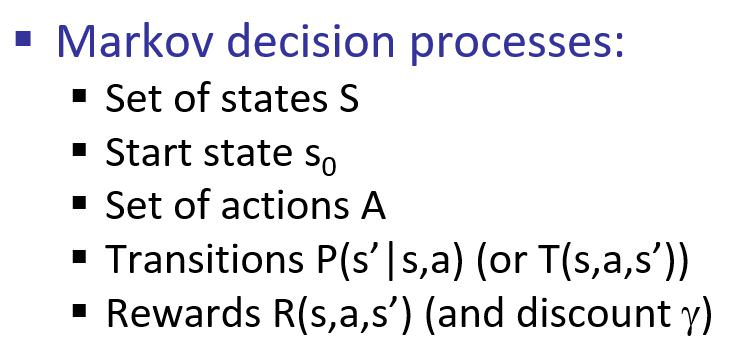 ▪ Markov decision processes:
▪ Set of states S
▪ Start state s₀
▪ Set of actions A
▪ Transitions P(s’|s,a) (or T(s,a,s’))
▪ Rewards R(s,a,s’) (and discount γ)